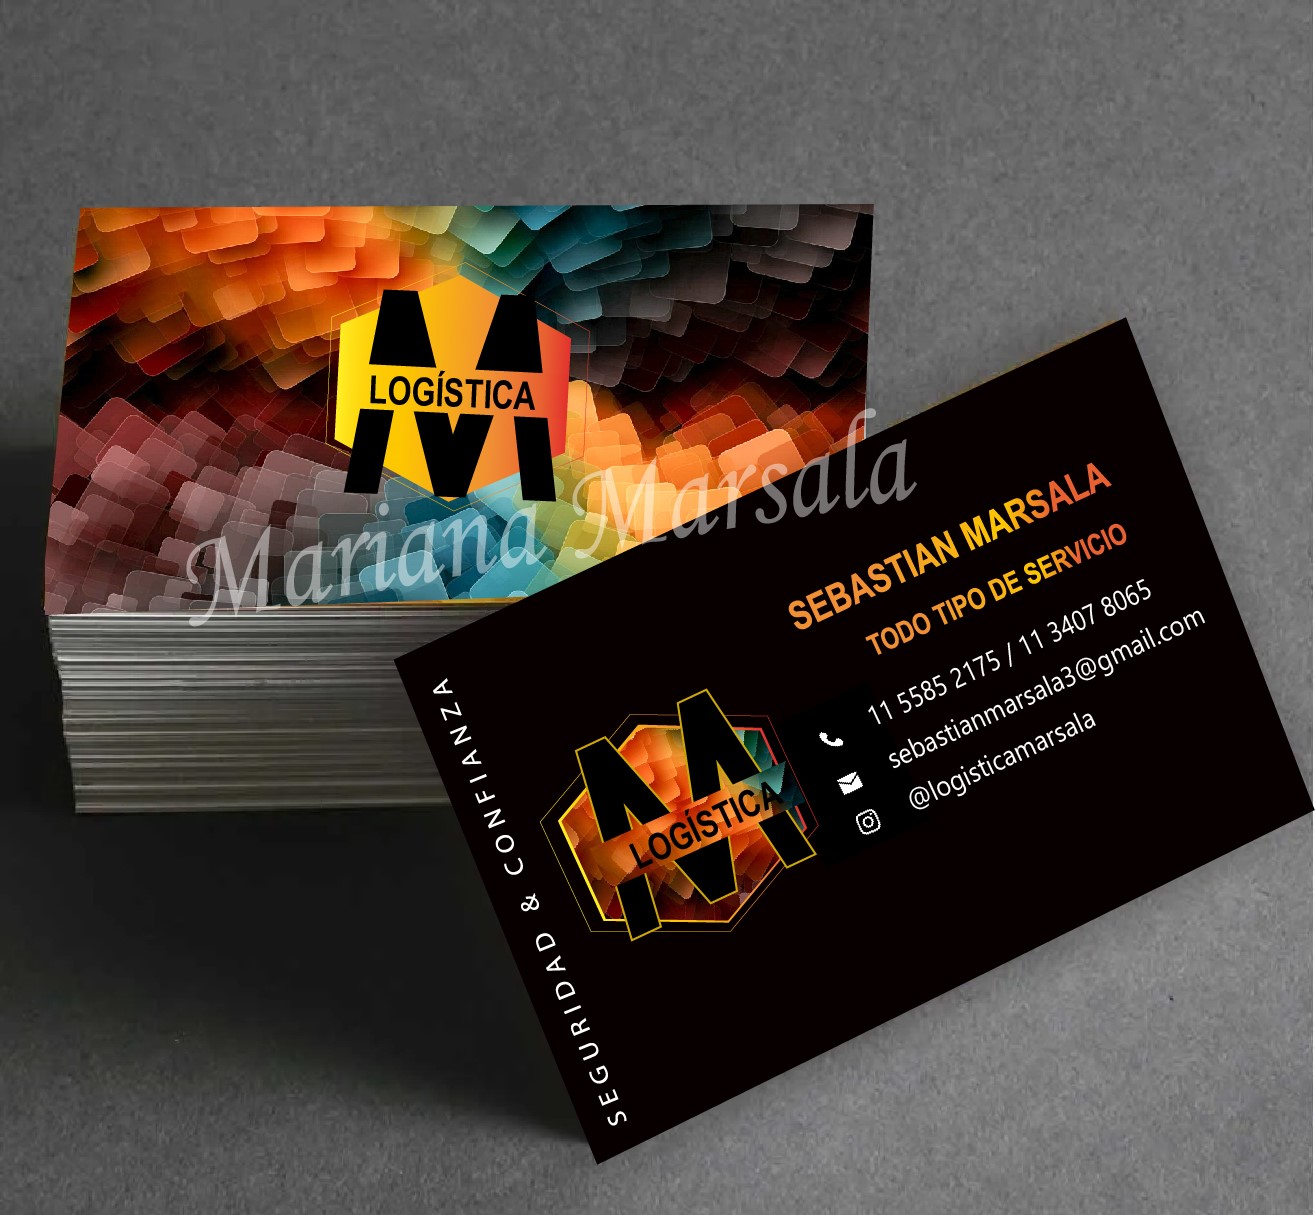 M
LOGÍSTICA
Mariana Marsala
SEBASTIAN MARSALA
TODO TIPO DE SERVICIO
11 5585 2175 / 11 3407 8065
sebastianmarsala3@gmail.com
@logisticamarsala
M
LOGÍSTICA
SEGURIDAD & CONFIANZA